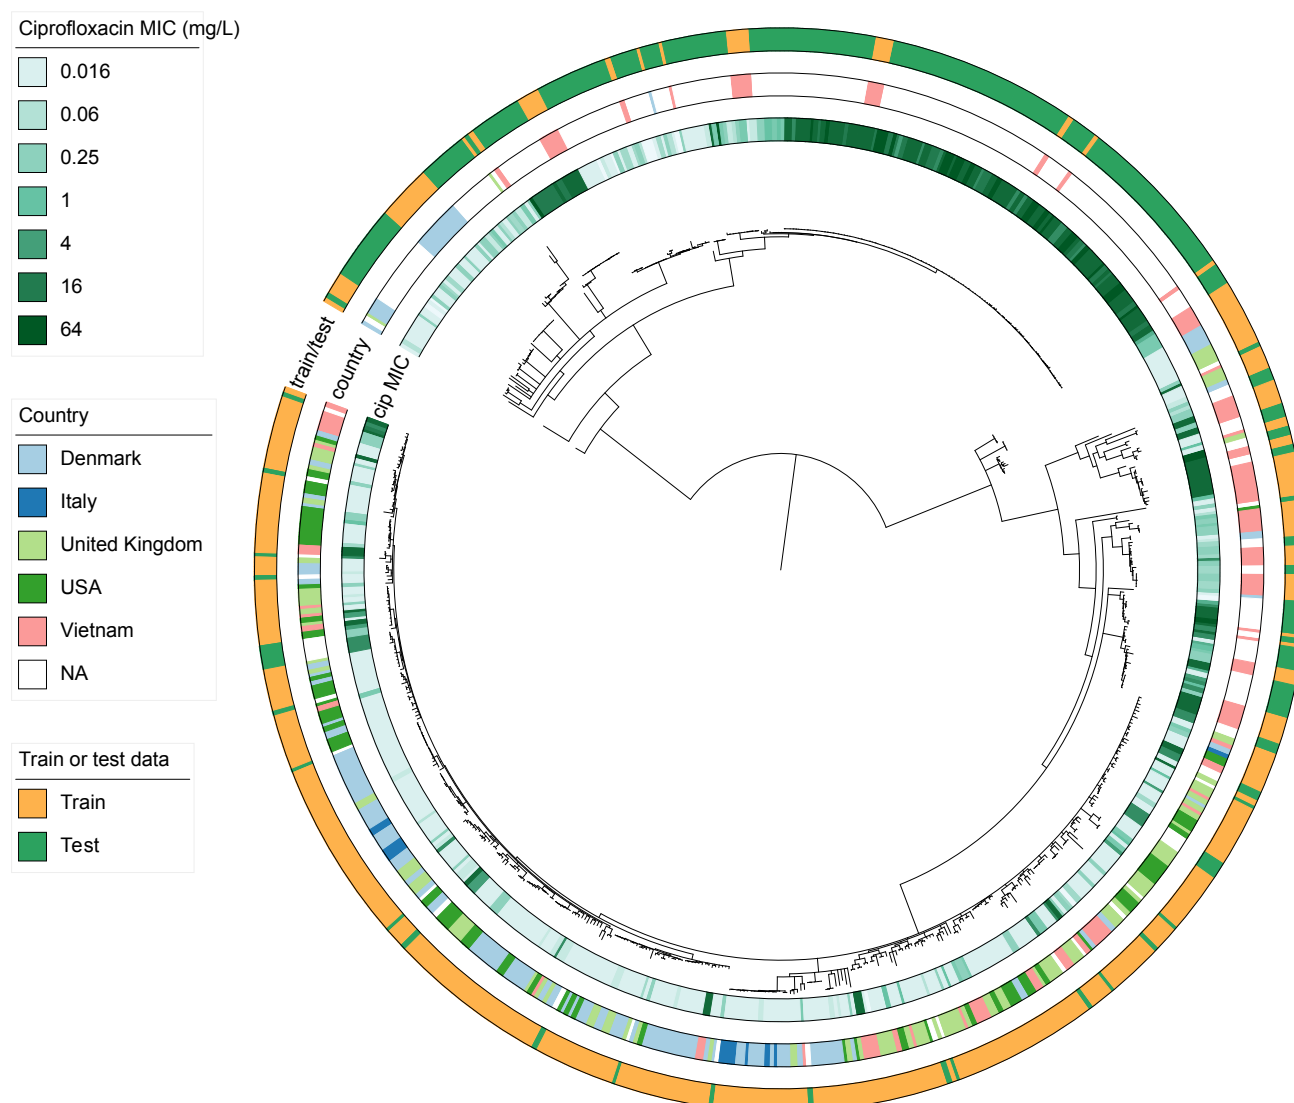 Ciprofloxacin MIC (mg/L)
0.016
0.06
0.25
1
4
16
64
Country
Denmark
Italy
United Kingdom
USA
Vietnam
NA
Train or test data
Train
Test
train/test
country
cip MIC